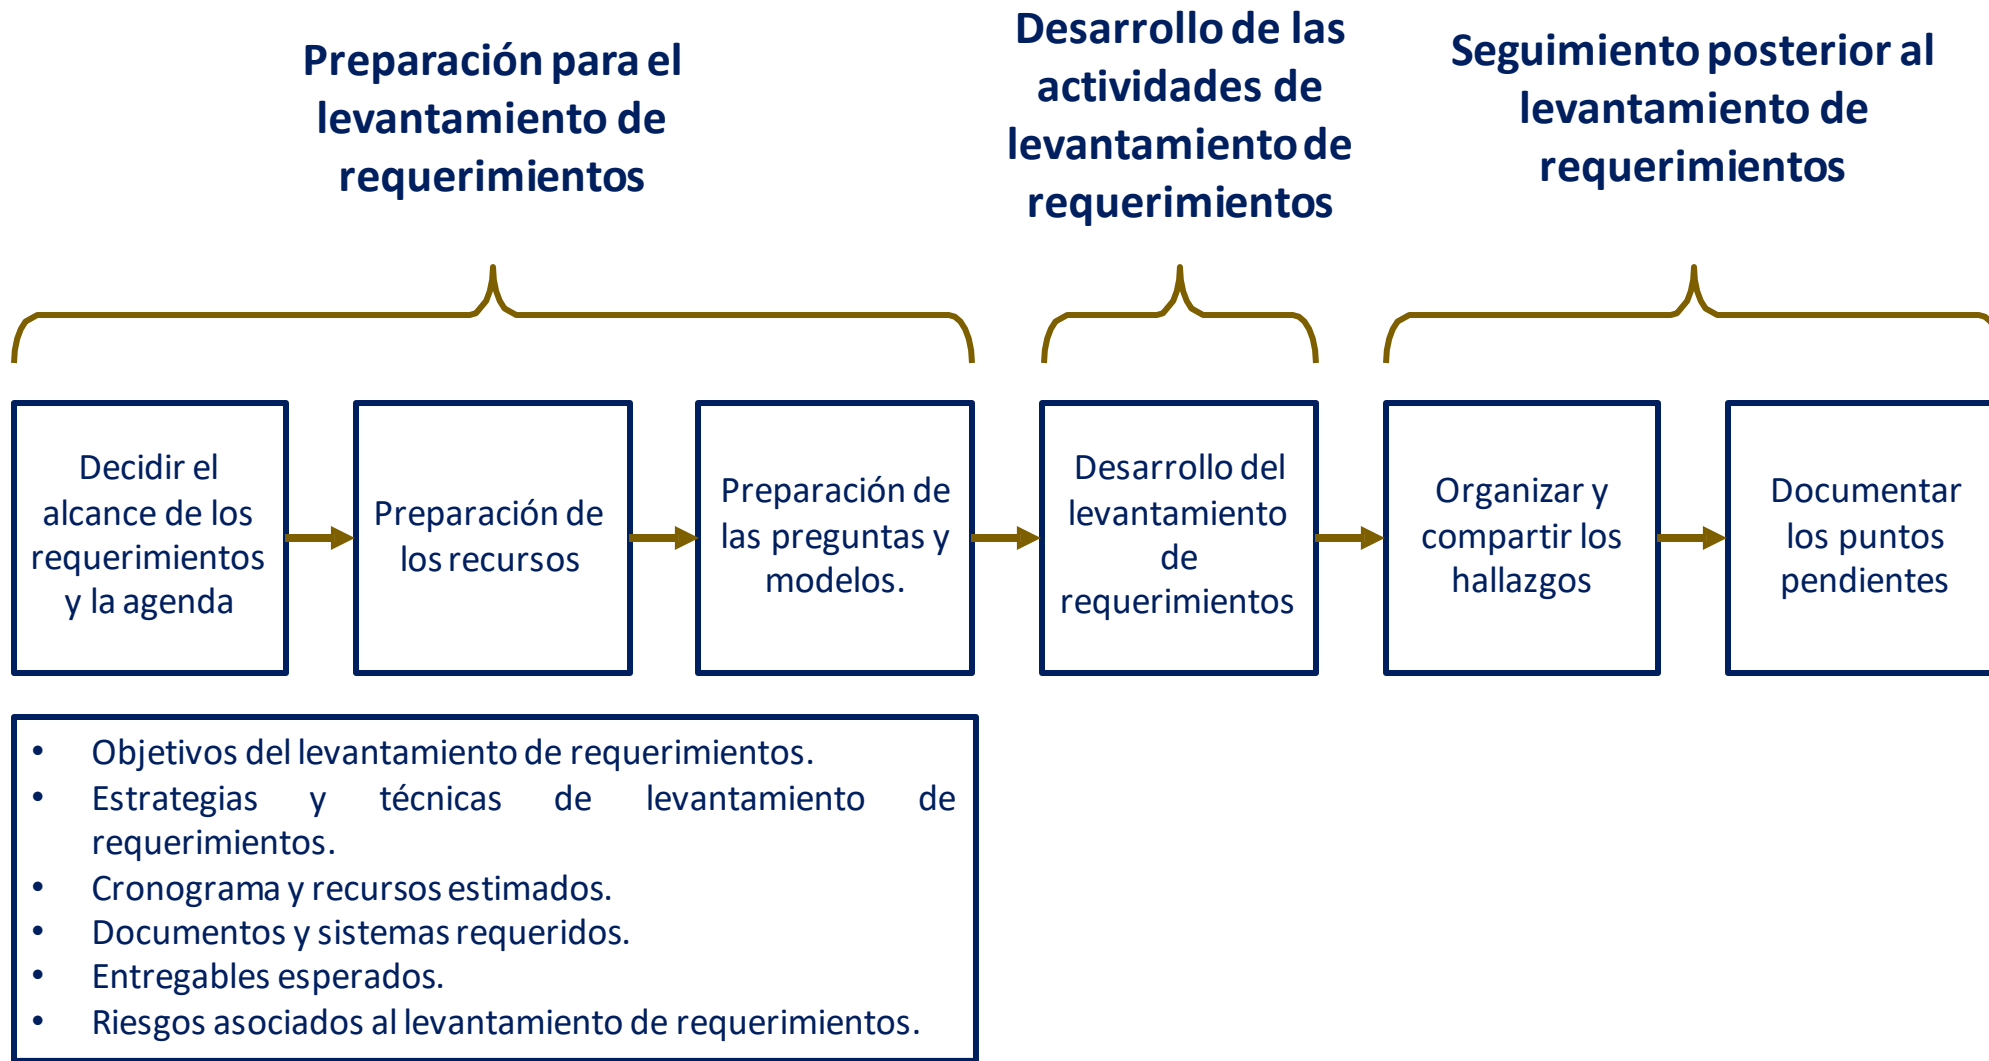 Preparación para el
levantamiento de
requerimientos
Desarrollo de las
actividades de
levantamiento de
requerimientos
Seguimiento posterior al
levantamiento de
requerimientos
Decidir el
alcance de los
requerimientos
y la agenda
Preparación de
los recursos
Preparación de
las preguntas y
modelos.
Desarrollo del
levantamiento
de
requerimientos
Organizar y
compartir los
hallazgos
Documentar
los puntos
pendientes
• Objetivos del levantamiento de requerimientos.
• Estrategias y técnicas de levantamiento de
requerimientos.
• Cronograma y recursos estimados.
• Documentos y sistemas requeridos.
• Entregables esperados.
• Riesgos asociados al levantamiento de requerimientos.